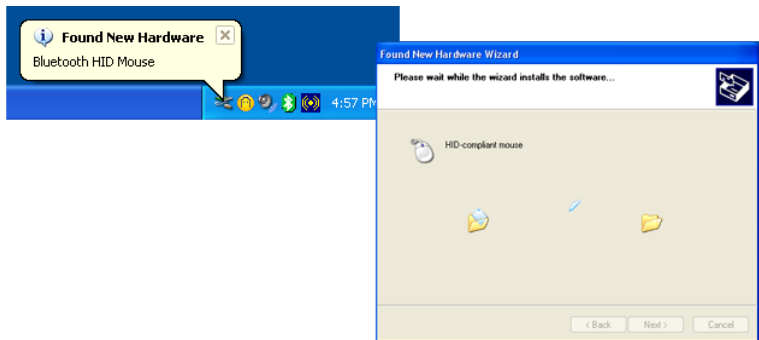 Found New Hardware
Bluetooth HID Mouse
4:57 PM
Found New Hardware Wizard
Please wait while the wizard installs the software...
HID-compliant mouse
< Back
Next >
Cancel